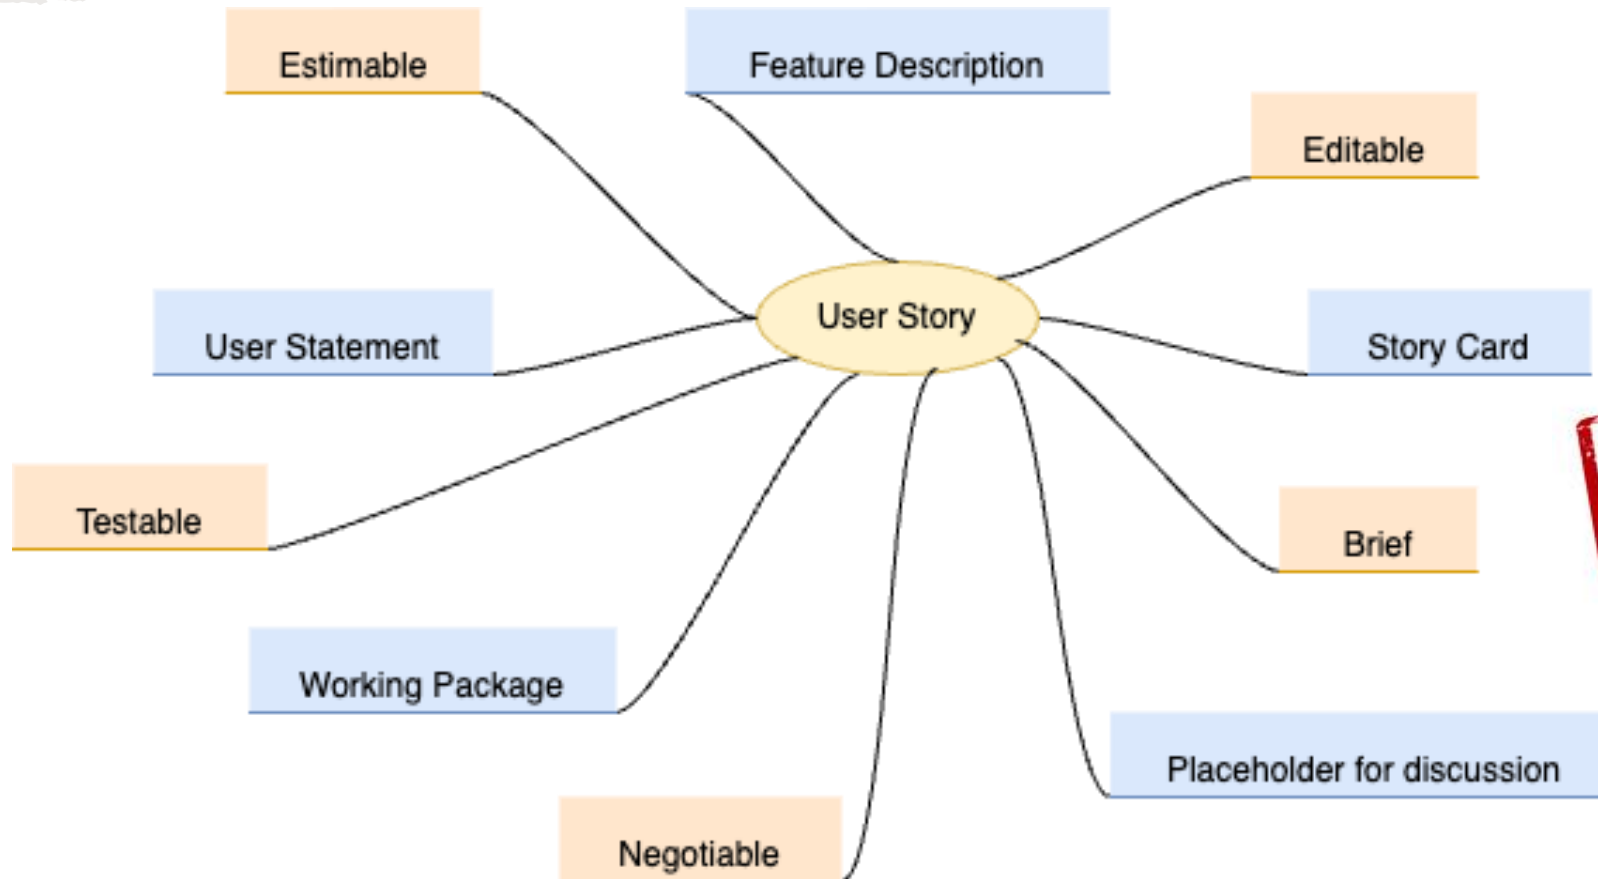 Estimable
Feature Description
Editable
User Story
User Statement
Story Card
Testable
Brief
Working Package
Placeholder for discussion
Negotiable